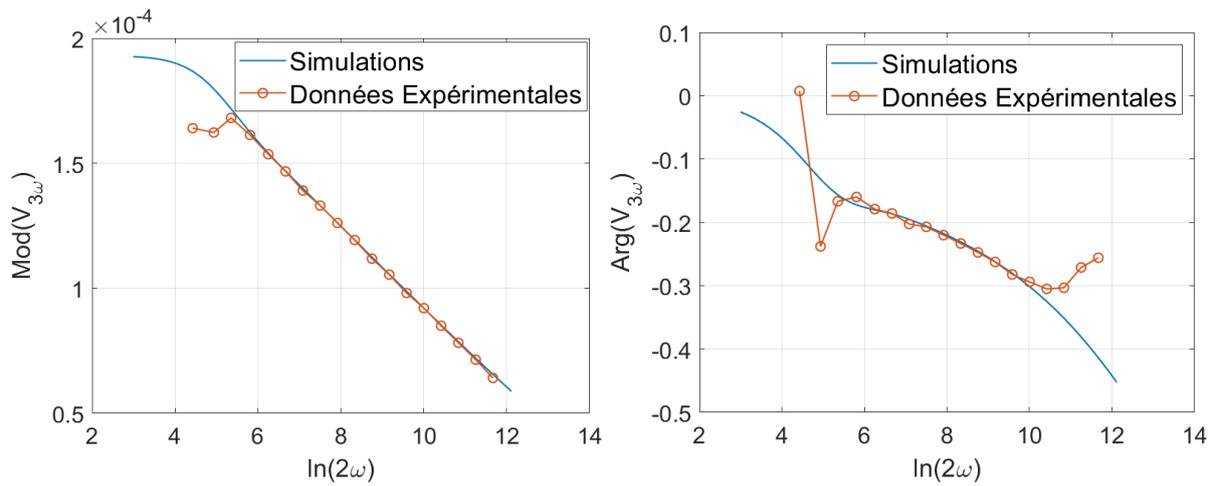 ×10⁻⁴
2
1.5
1
0.5
Mod(V₃ω)
2 4 6 8 10 12 14
ln(2ω)
Simulations
Données Expérimentales
0.1
0
-0.1
-0.2
-0.3
-0.4
-0.5
Arg(V₃ω)
2 4 6 8 10 12 14
ln(2ω)
Simulations
Données Expérimentales